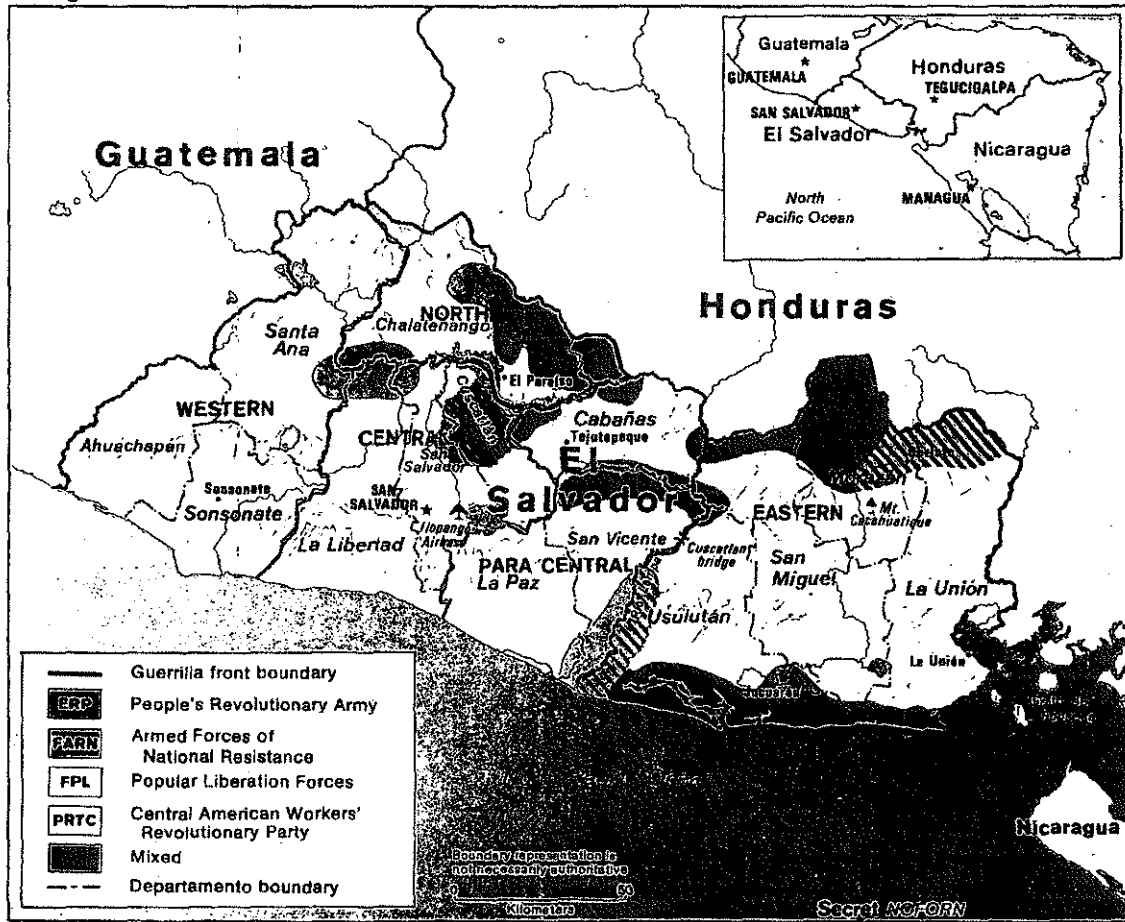 Guatemala
GUATEMALA
Honduras
TEGUCIGALPA
SAN SALVADOR
El Salvador
Nicaragua
MANAGUA
North
Pacific Ocean
Guatemala
Honduras
NORTH
Chalatenango
Santa
Ana
El Paraíso
WESTERN
Cabañas
Tejutepeque
Ahuachapán
CENTRAL
San
Salvador
El
Salvador
Sonsonate
Sonsonate
SAN
SALVADOR
Ilopango
Airbase
La Libertad
San Vicente
EASTERN
Mt.
Cacahuatique
Cuscatlan
bridge
San
Miguel
PARA CENTRAL
La Paz
La Unión
Usulután
La Unión
Guerrilla front boundary
ERP People's Revolutionary Army
FARN Armed Forces of
National Resistance
FPL Popular Liberation Forces
PRTC Central American Workers'
Revolutionary Party
Mixed
Departamento boundary
Nicaragua
Boundary representation is
not necessarily authoritative
0 50
Kilometers
Secret NOFORN